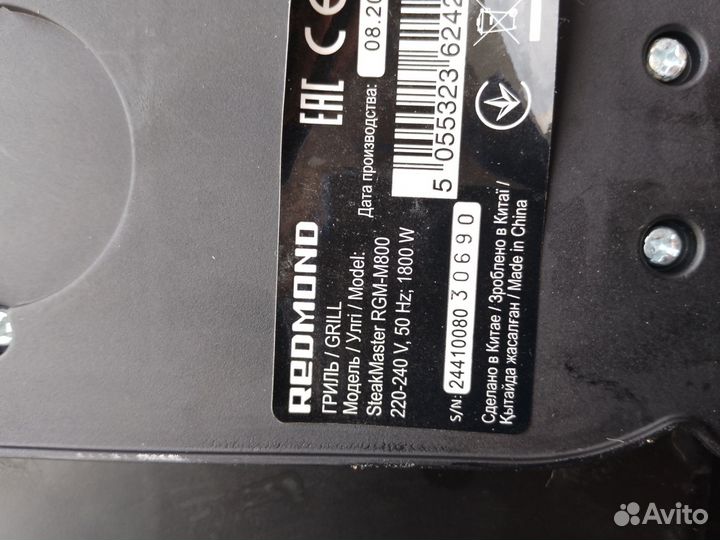 REDMOND
ГРИЛЬ / GRILL
Модель / Үлгі / Model:
SteakMaster RGM-M800
220-240 V, 50 Hz; 1800 W
Дата производства:
08.20
EAC CE
5 055323 6242
S/N: 24410080 30690
Сделано в Китае / Зроблено в Китаї /
Қытайда жасалған / Made in China
Avito